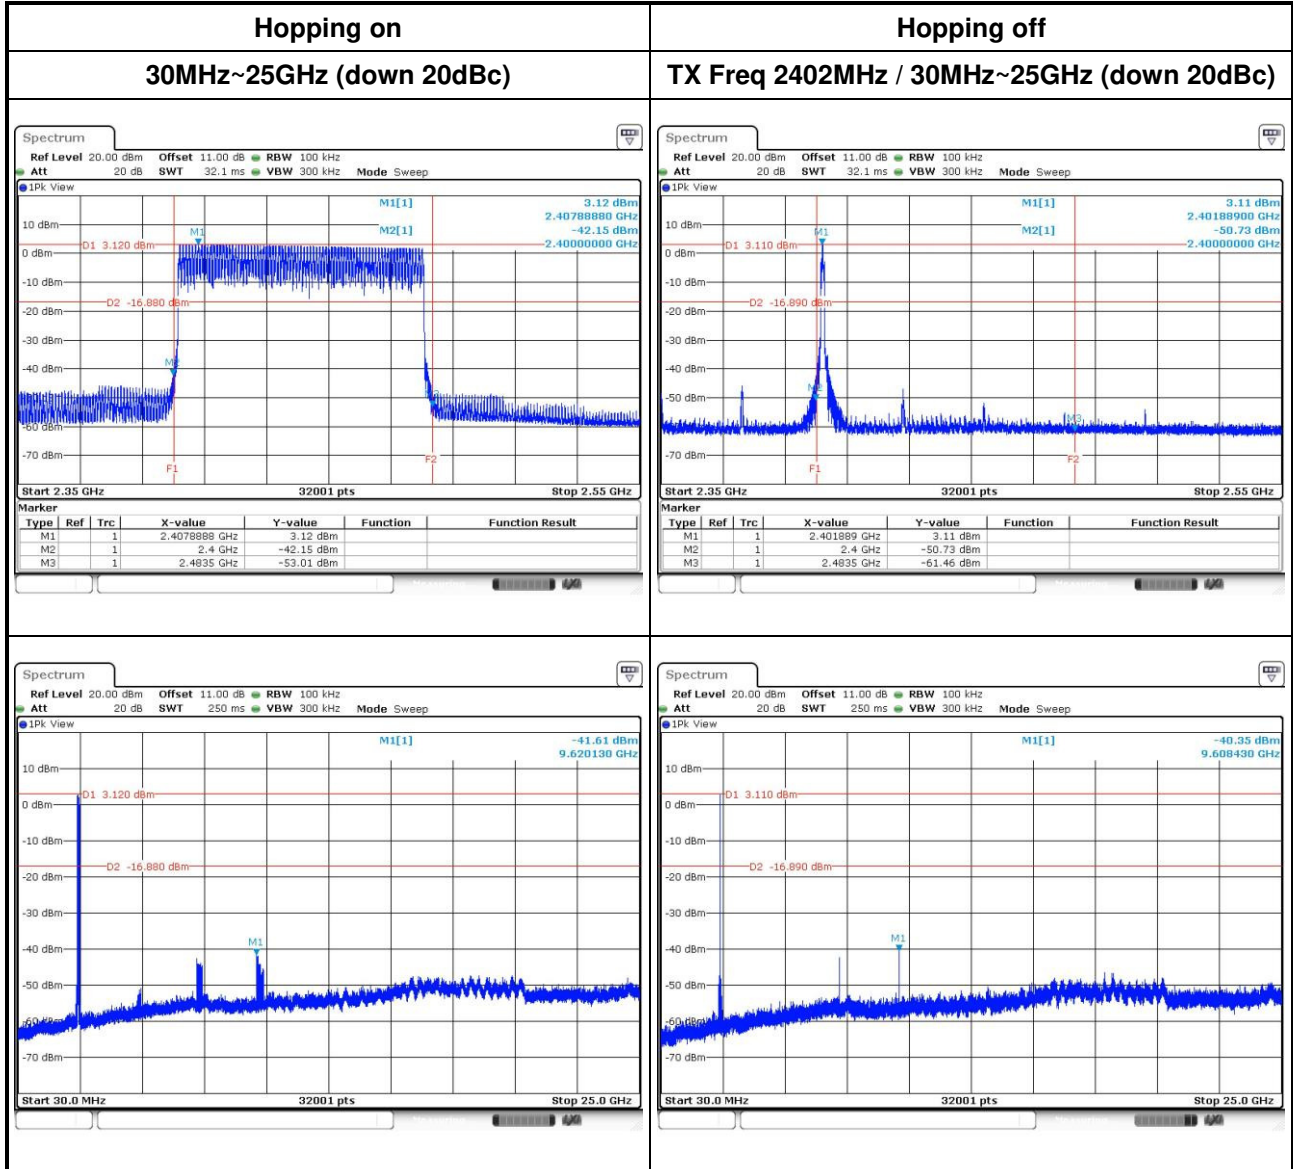 Hopping on
Hopping off
30MHz~25GHz (down 20dBc)
TX Freq 2402MHz / 30MHz~25GHz (down 20dBc)
Spectrum
Ref Level 20.00 dBm Offset 11.00 dB RBW 100 kHz
Att 20 dB SWT 32.1 ms VBW 300 kHz Mode Sweep
1Pk View
M1[1] 3.12 dBm
2.40788880 GHz
M2[1] -42.15 dBm
2.40000000 GHz
10 dBm
M1
D1 3.120 dBm
0 dBm
-10 dBm
D2 -16.880 dBm
-20 dBm
-30 dBm
-40 dBm
-60 dBm
-70 dBm
F1
F2
Start 2.35 GHz 32001 pts Stop 2.55 GHz
Marker
Type Ref Trc X-value Y-value Function Function Result
M1 1 2.4078888 GHz 3.12 dBm
M2 1 2.4 GHz -42.15 dBm
M3 1 2.4835 GHz -53.01 dBm
Spectrum
Ref Level 20.00 dBm Offset 11.00 dB RBW 100 kHz
Att 20 dB SWT 32.1 ms VBW 300 kHz Mode Sweep
1Pk View
M1[1] 3.11 dBm
2.40188900 GHz
M2[1] -50.73 dBm
2.40000000 GHz
10 dBm
M1
D1 3.110 dBm
0 dBm
-10 dBm
D2 -16.890 dBm
-20 dBm
-30 dBm
-40 dBm
M2
-50 dBm
M3
-60 dBm
-70 dBm
F1
F2
Start 2.35 GHz 32001 pts Stop 2.55 GHz
Marker
Type Ref Trc X-value Y-value Function Function Result
M1 1 2.401889 GHz 3.11 dBm
M2 1 2.4 GHz -50.73 dBm
M3 1 2.4835 GHz -61.46 dBm
Spectrum
Ref Level 20.00 dBm Offset 11.00 dB RBW 100 kHz
Att 20 dB SWT 250 ms VBW 300 kHz Mode Sweep
1Pk View
M1[1] -41.61 dBm
9.620130 GHz
10 dBm
D1 3.120 dBm
0 dBm
-10 dBm
D2 -16.880 dBm
-20 dBm
-30 dBm
-40 dBm
M1
-50 dBm
-60 dBm
-70 dBm
Start 30.0 MHz 32001 pts Stop 25.0 GHz
Spectrum
Ref Level 20.00 dBm Offset 11.00 dB RBW 100 kHz
Att 20 dB SWT 250 ms VBW 300 kHz Mode Sweep
1Pk View
M1[1] -40.35 dBm
9.608430 GHz
10 dBm
D1 3.110 dBm
0 dBm
-10 dBm
D2 -16.890 dBm
-20 dBm
-30 dBm
M1
-40 dBm
-50 dBm
-60 dBm
-70 dBm
Start 30.0 MHz 32001 pts Stop 25.0 GHz